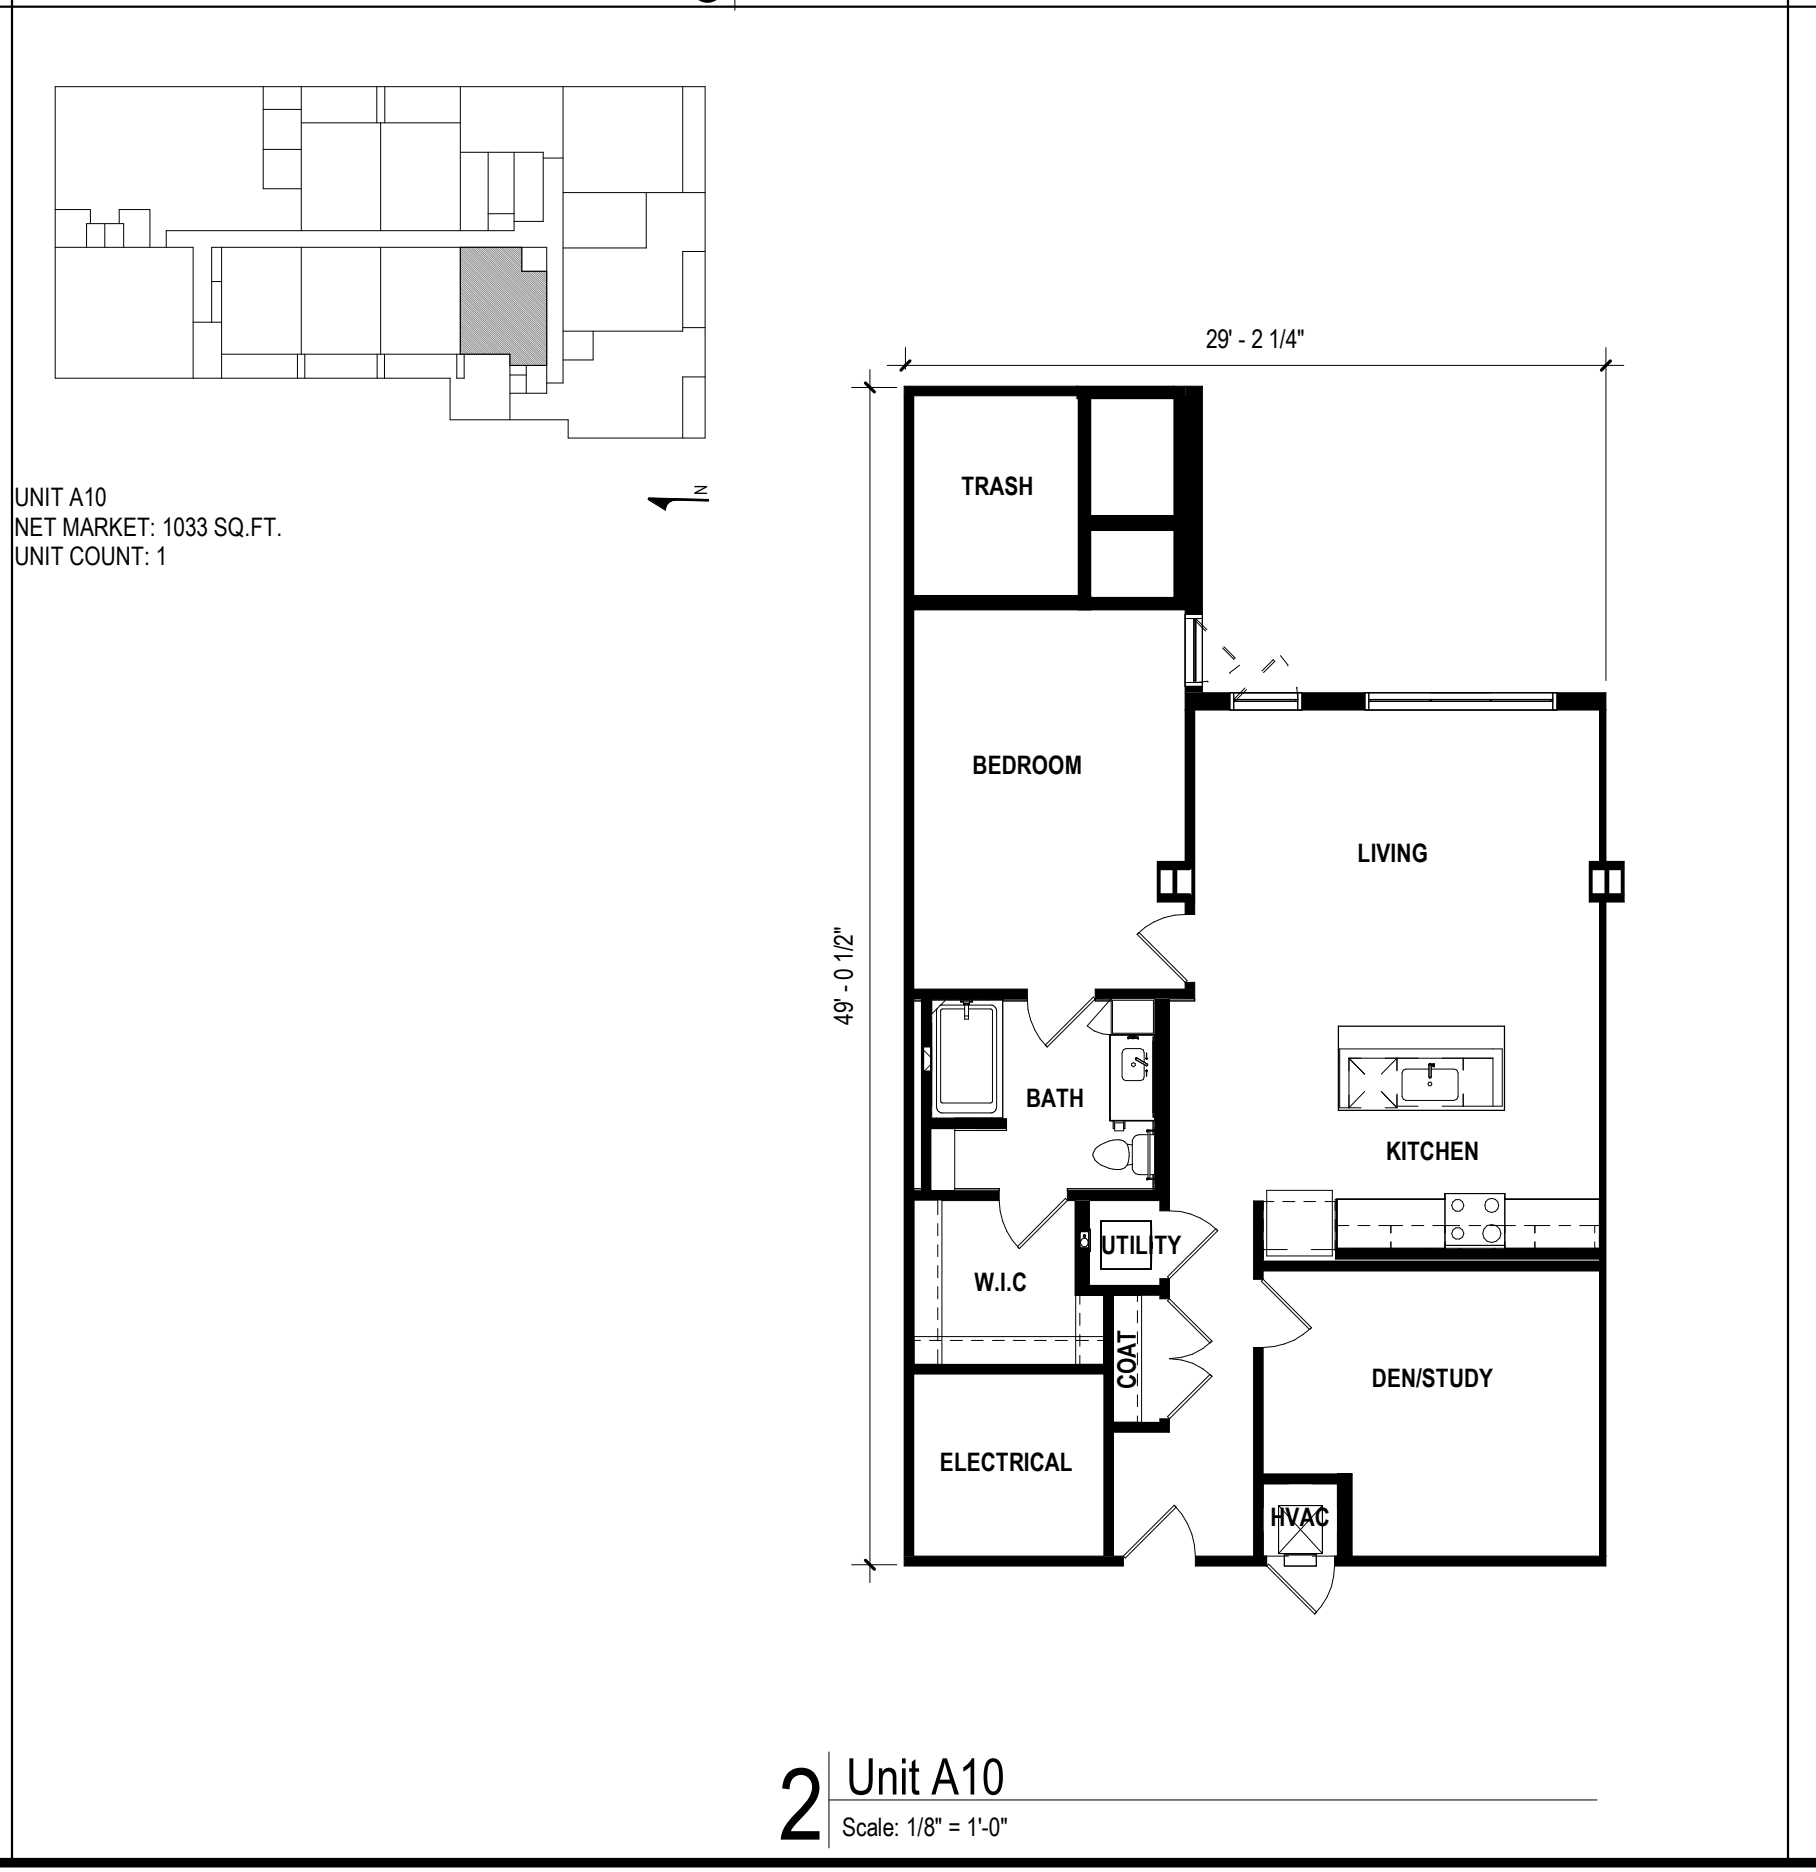 UNIT A10
NET MARKET: 1033 SQ.FT.
UNIT COUNT: 1
N
29' - 2 1/4"
49' - 0 1/2"
TRASH
BEDROOM
LIVING
BATH
KITCHEN
UTILITY
W.I.C
COAT
DEN/STUDY
ELECTRICAL
HVAC
2
Unit A10
Scale: 1/8" = 1'-0"